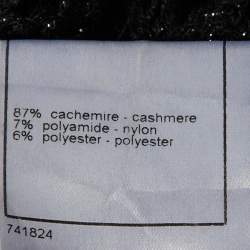 87% cachemire - cashmere
7% polyamide - nylon
6% polyester - polyester
741824